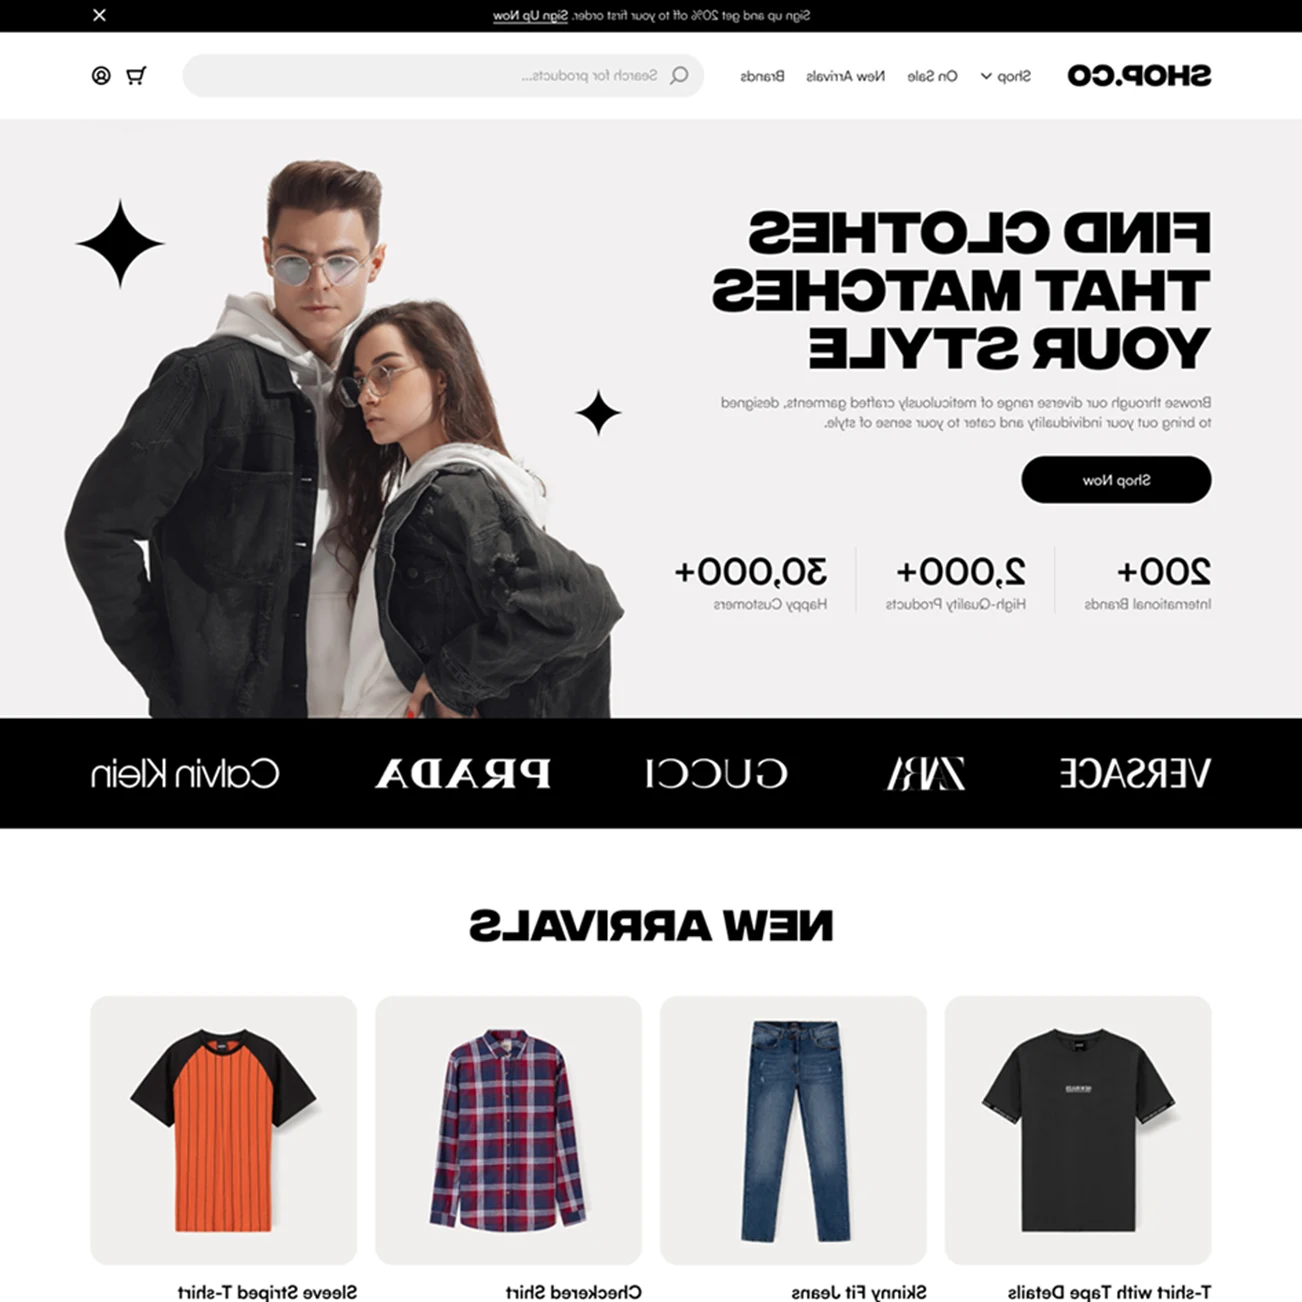 Sign up and get 20% off to your first order. Sign Up Now
SHOP.CO
Shop
On Sale
New Arrivals
Brands
Search for products...
FIND CLOTHES
THAT MATCHES
YOUR STYLE
Browse through our diverse range of meticulously crafted garments, designed
to bring out your individuality and cater to your sense of style.
Shop Now
200+
International Brands
2,000+
High-Quality Products
30,000+
Happy Customers
VERSACE
ZARA
GUCCI
PRADA
Calvin Klein
NEW ARRIVALS
T-shirt with Tape Details
Skinny Fit Jeans
Checkered Shirt
Sleeve Striped T-shirt